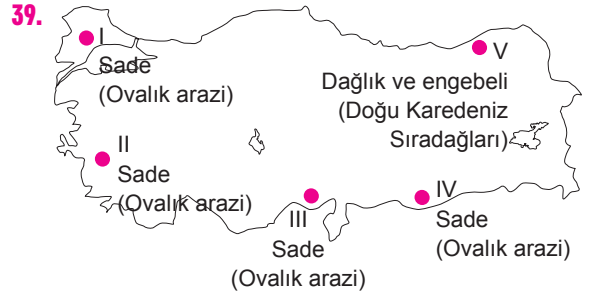 39.
I
Sade
(Ovalık arazi)
II
Sade
(Ovalık arazi)
III
Sade
(Ovalık arazi)
IV
Sade
(Ovalık arazi)
V
Dağlık ve engebeli
(Doğu Karedeniz
Sıradağları)